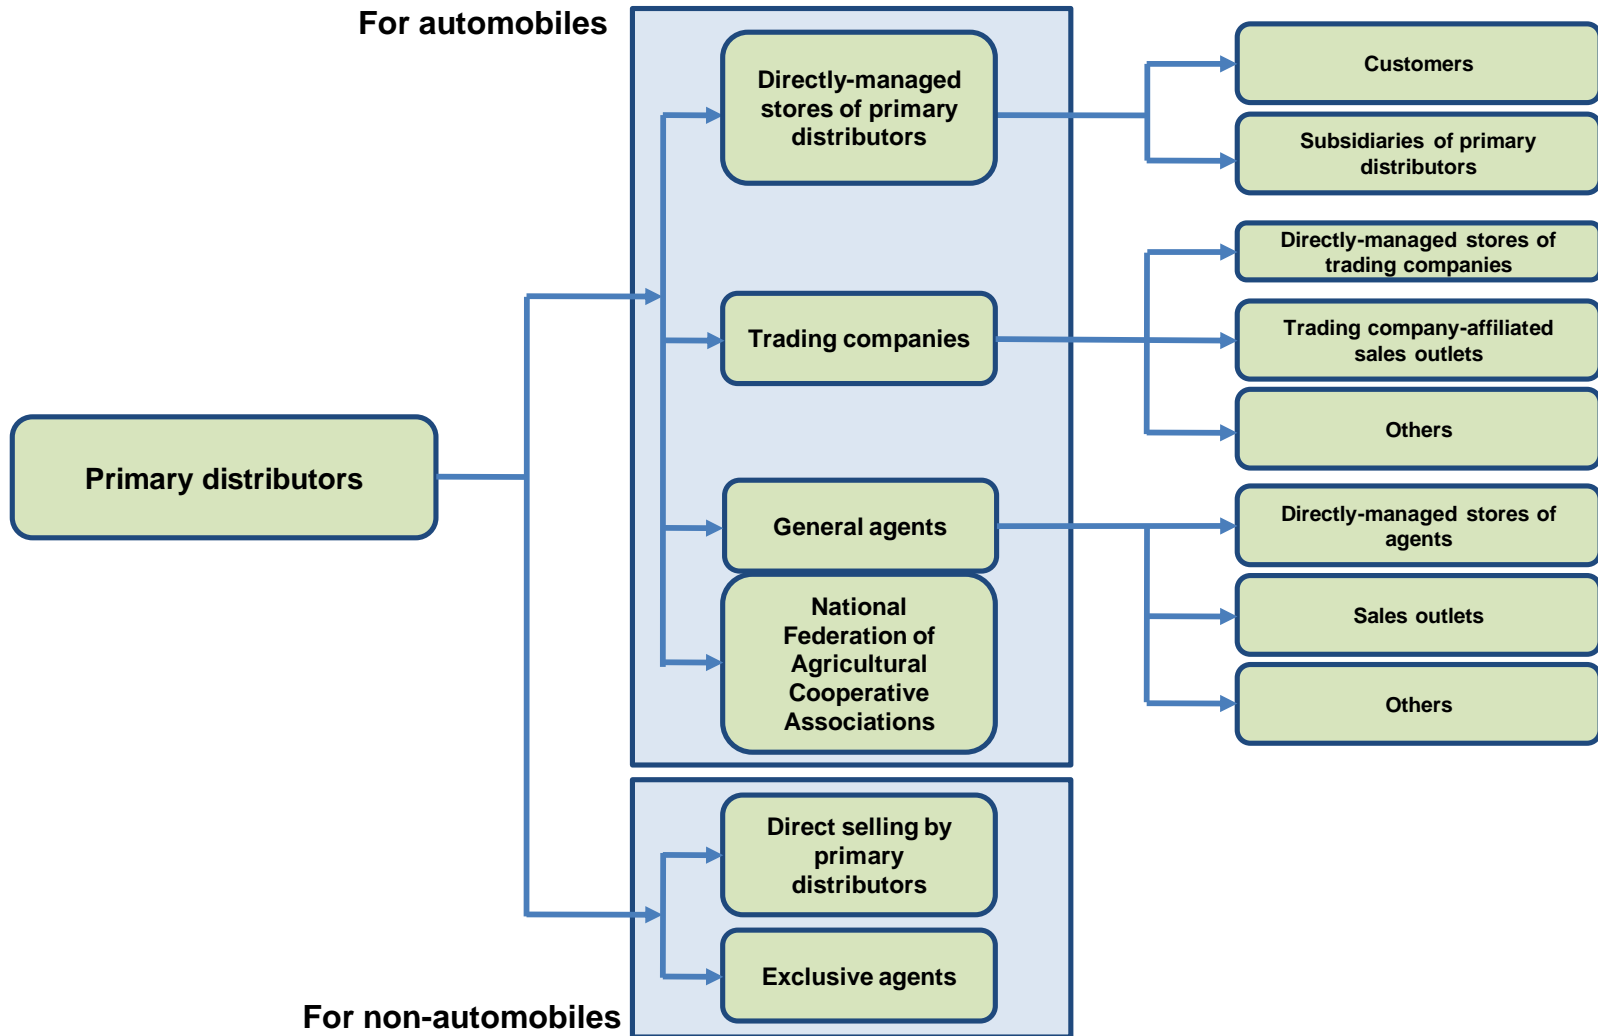 For automobiles
Directly-managed
stores of primary
distributors
Customers
Subsidiaries of primary
distributors
Directly-managed stores of
trading companies
Trading companies
Trading company-affiliated
sales outlets
Others
Primary distributors
General agents
Directly-managed stores of
agents
National
Federation of
Agricultural
Cooperative
Associations
Sales outlets
Others
Direct selling by
primary
distributors
Exclusive agents
For non-automobiles